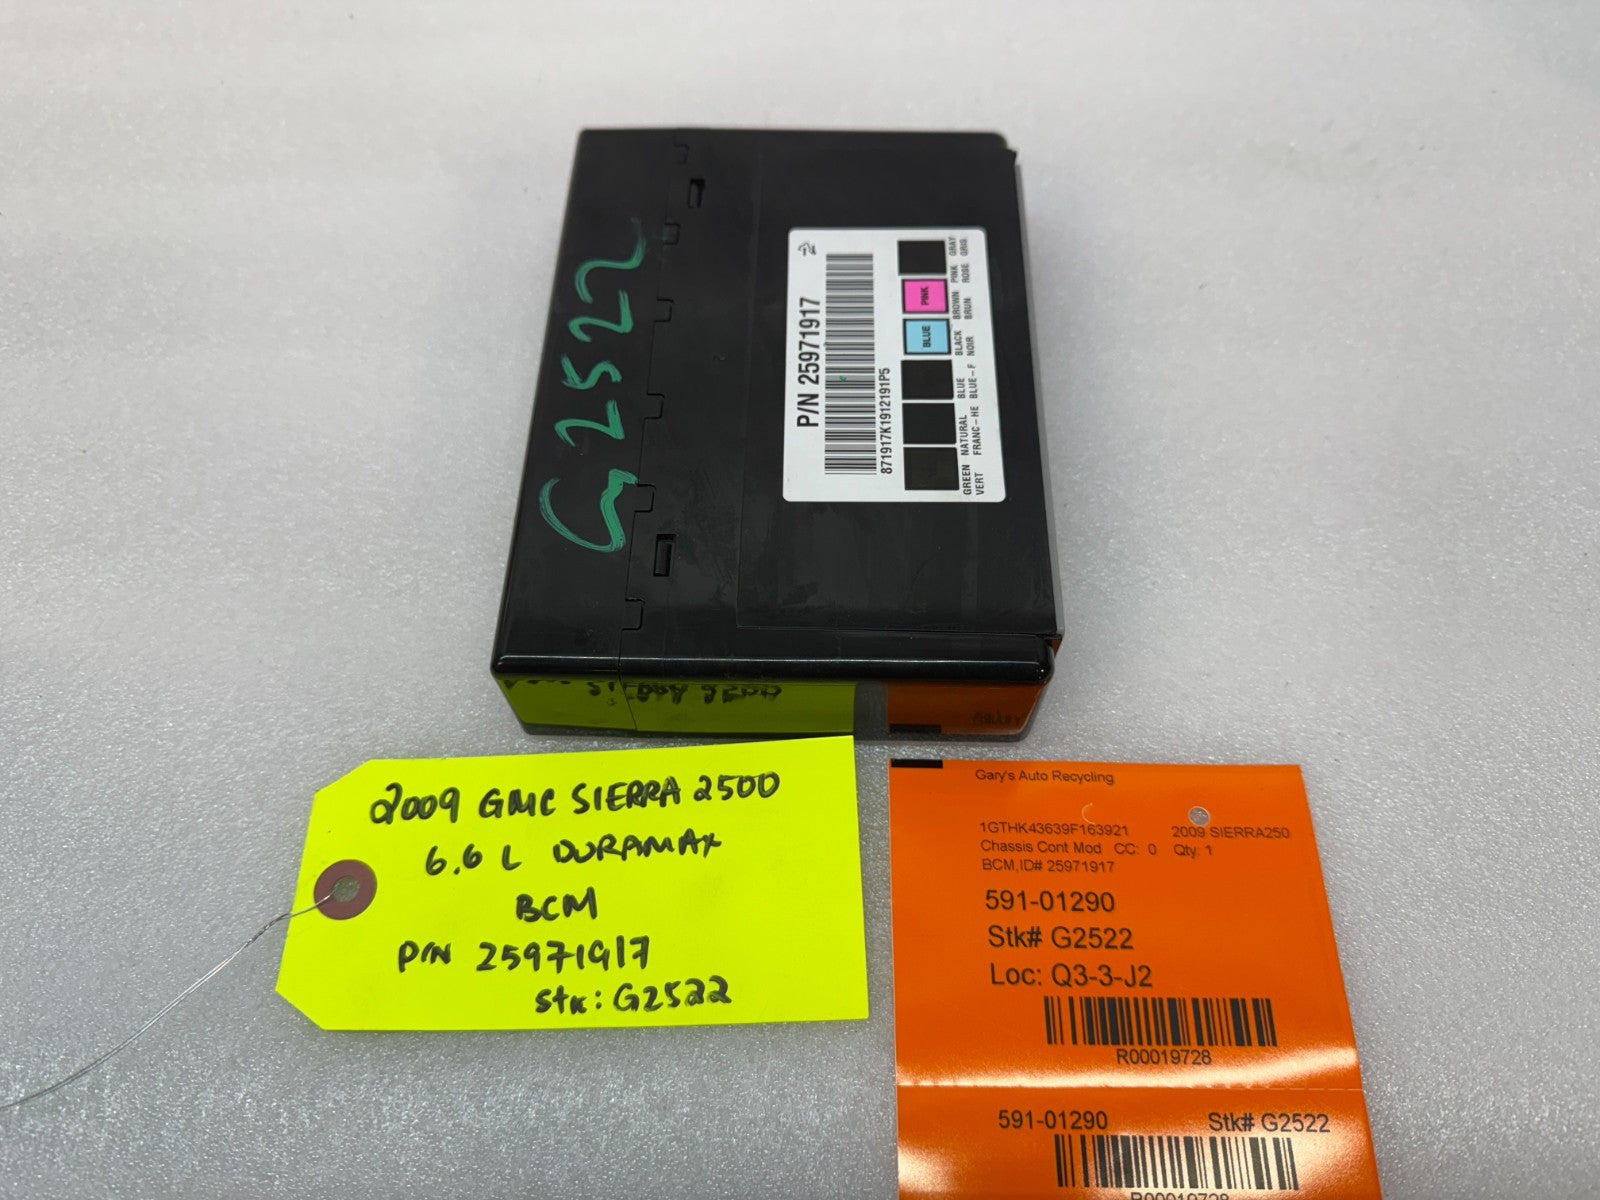 G2522
P/N 25971917
871917K1912191P5
BLUE
PINK
GREEN NATURAL BLUE BLACK BROWN PINK GRAY
VERT FRANC-HE BLUE-F NOIR BRUN ROSE GRIS
2009 GMC SIERRA 2500
6.6 L DURAMAX
BCM
P/N 25971917
Stk: G2522
Gary's Auto Recycling
1GTHK43639F163921 2009 SIERRA250
Chassis Cont Mod CC: 0 Qty: 1
BCM,ID# 25971917
591-01290
Stk# G2522
Loc: Q3-3-J2
R00019728
591-01290 Stk# G2522
R00019728